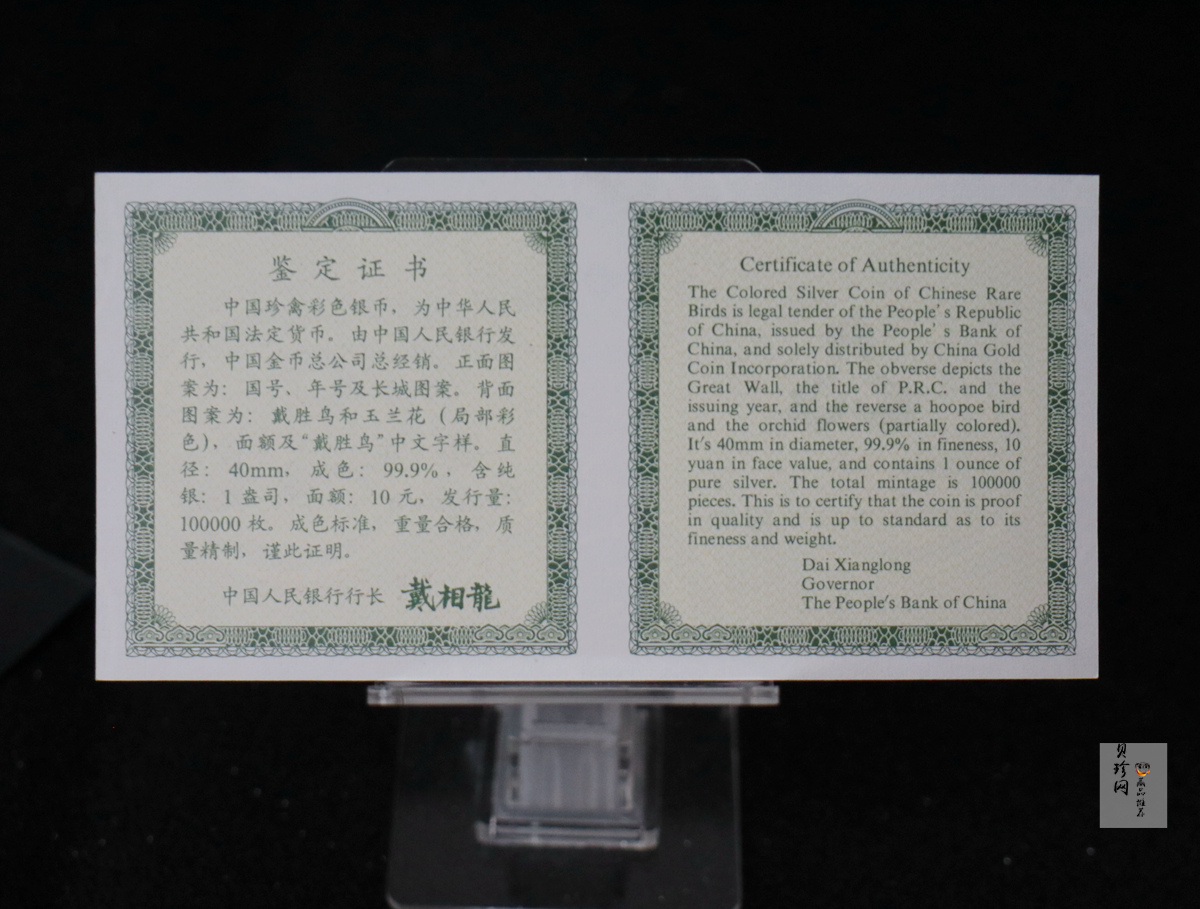 鉴定证书
中国珍禽彩色银币，为中华人民
共和国法定货币。由中国人民银行发
行，中国金币总公司总经销。正面图
案为：国号、年号及长城图案。背面
图案为：戴胜鸟和玉兰花（局部彩
色），面额及“戴胜鸟”中文字样。直
径：40mm，成色：99.9%，含纯
银：1盎司，面额：10元，发行量：
100000枚。成色标准，重量合格，质
量精制，谨此证明。
中国人民银行行长 戴相龍
Certificate of Authenticity
The Colored Silver Coin of Chinese Rare
Birds is legal tender of the People's Republic
of China, issued by the People's Bank of
China, and solely distributed by China Gold
Coin Incorporation. The obverse depicts the
Great Wall, the title of P.R.C. and the
issuing year, and the reverse a hoopoe bird
and the orchid flowers (partially colored).
It's 40mm in diameter, 99.9% in fineness, 10
yuan in face value, and contains 1 ounce of
pure silver. The total mintage is 100000
pieces. This is to certify that the coin is proof
in quality and is up to standard as to its
fineness and weight.
Dai Xianglong
Governor
The People's Bank of China
贝珍网
藏品推荐